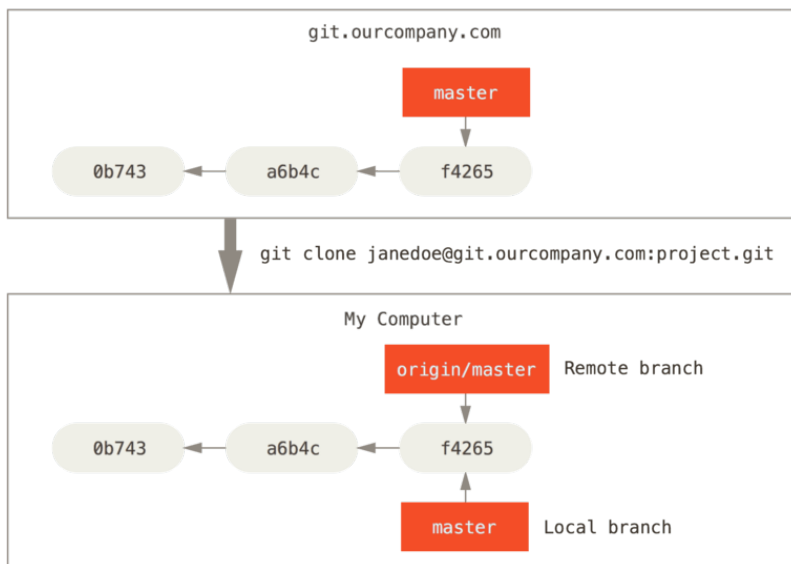 git.ourcompany.com
master
0b743 a6b4c f4265
git clone janedoe@git.ourcompany.com:project.git
My Computer
origin/master Remote branch
0b743 a6b4c f4265
master Local branch